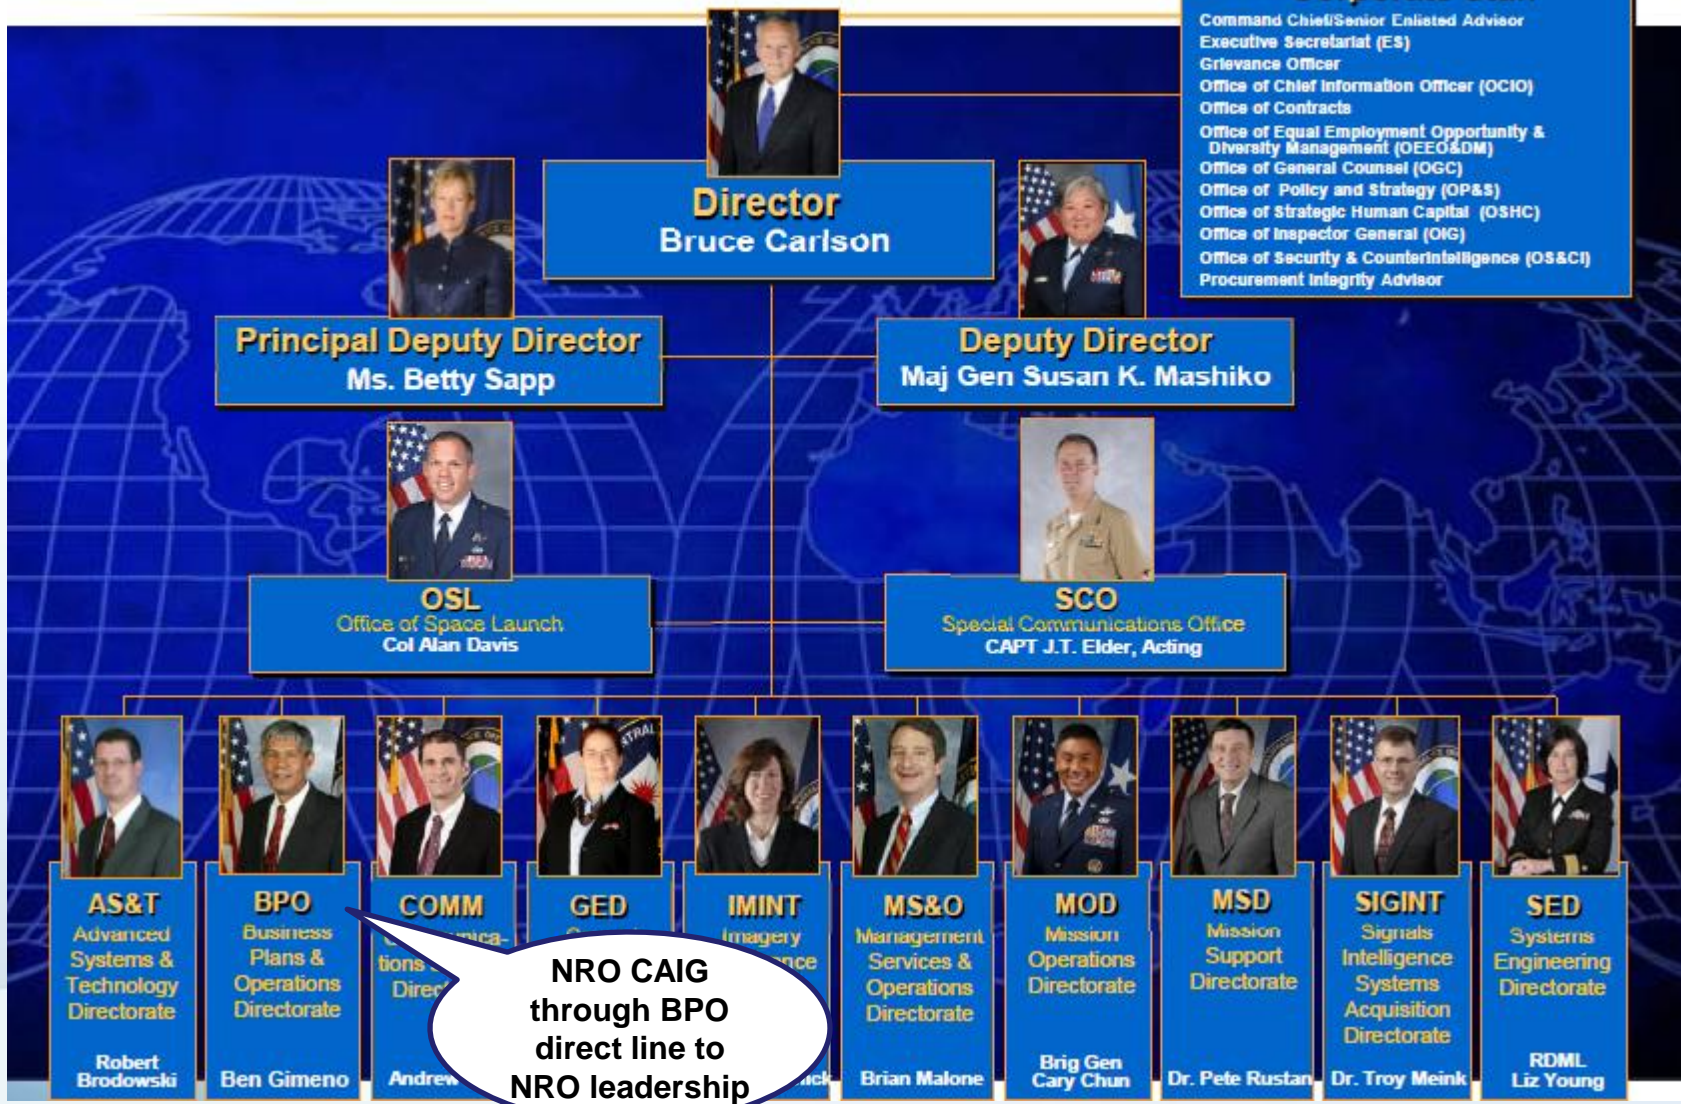 Command Chief/Senior Enlisted Advisor
Executive Secretariat (ES)
Grievance Officer
Office of Chief Information Officer (OCIO)
Office of Contracts
Office of Equal Employment Opportunity &
Diversity Management (OEEO&DM)
Office of General Counsel (OGC)
Office of Policy and Strategy (OP&S)
Office of Strategic Human Capital (OSHC)
Office of Inspector General (OIG)
Office of Security & Counterintelligence (OS&CI)
Procurement Integrity Advisor
Director
Bruce Carlson
Principal Deputy Director
Ms. Betty Sapp
Deputy Director
Maj Gen Susan K. Mashiko
OSL
Office of Space Launch
Col Alan Davis
SCO
Special Communications Office
CAPT J.T. Elder, Acting
AS&T
Advanced
Systems &
Technology
Directorate
Robert
Brodowski
BPO
Business
Plans &
Operations
Directorate
Ben Gimeno
COMM
tions
Andrew
GED
IMINT
Imagery
NRO CAIG
through BPO
direct line to
NRO leadership
MS&O
Management
Services &
Operations
Directorate
Brian Malone
MOD
Mission
Operations
Directorate
Brig Gen
Cary Chun
MSD
Mission
Support
Directorate
Dr. Pete Rustan
SIGINT
Signals
Intelligence
Systems
Acquisition
Directorate
Dr. Troy Meink
SED
Systems
Engineering
Directorate
RDML
Liz Young